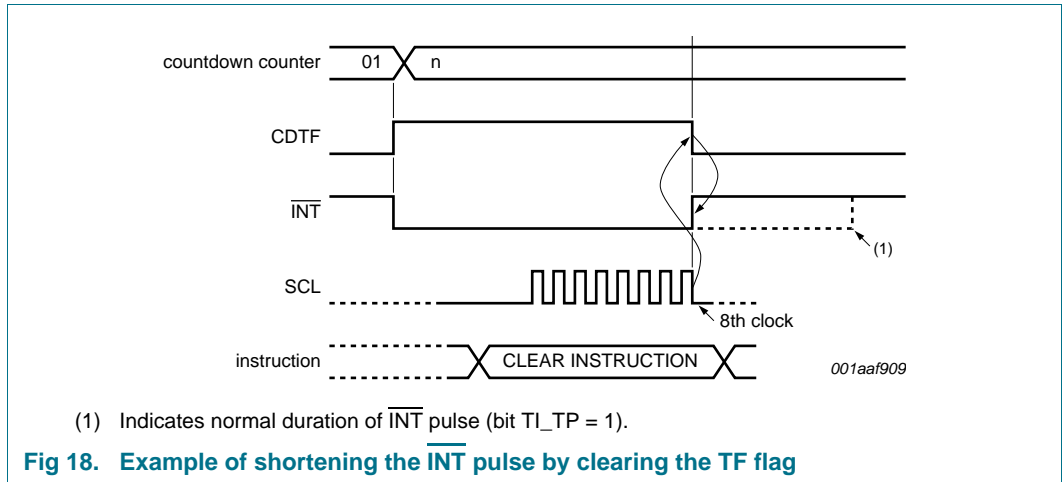 countdown counter 01 n
CDTF
INT
(1)
SCL
8th clock
instruction CLEAR INSTRUCTION
001aaf909
(1) Indicates normal duration of INT pulse (bit TI_TP = 1).
Fig 18. Example of shortening the INT pulse by clearing the TF flag